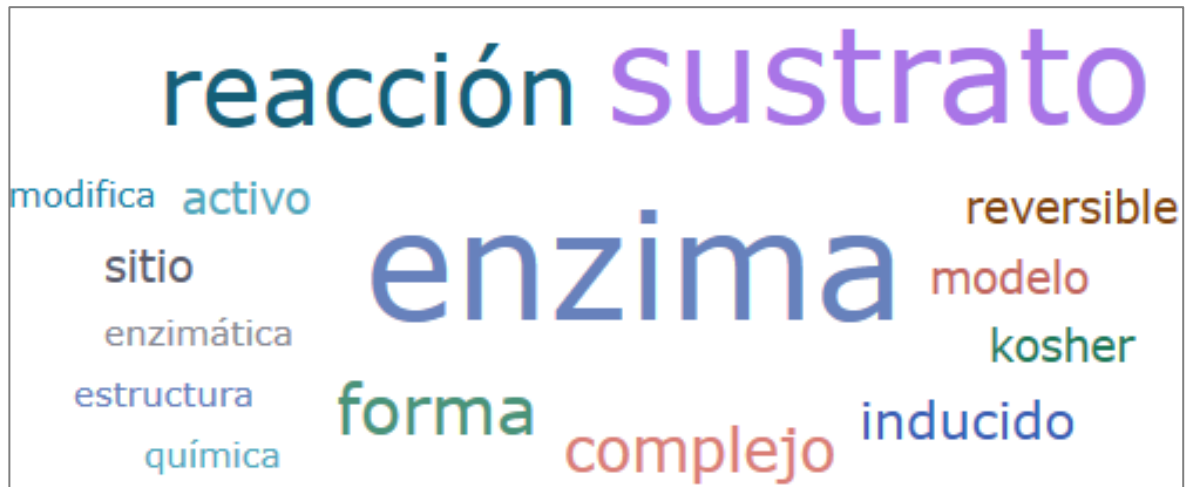 reacción sustrato
modifica activo reversible
sitio enzima modelo
enzimática kosher
estructura forma inducido
química complejo